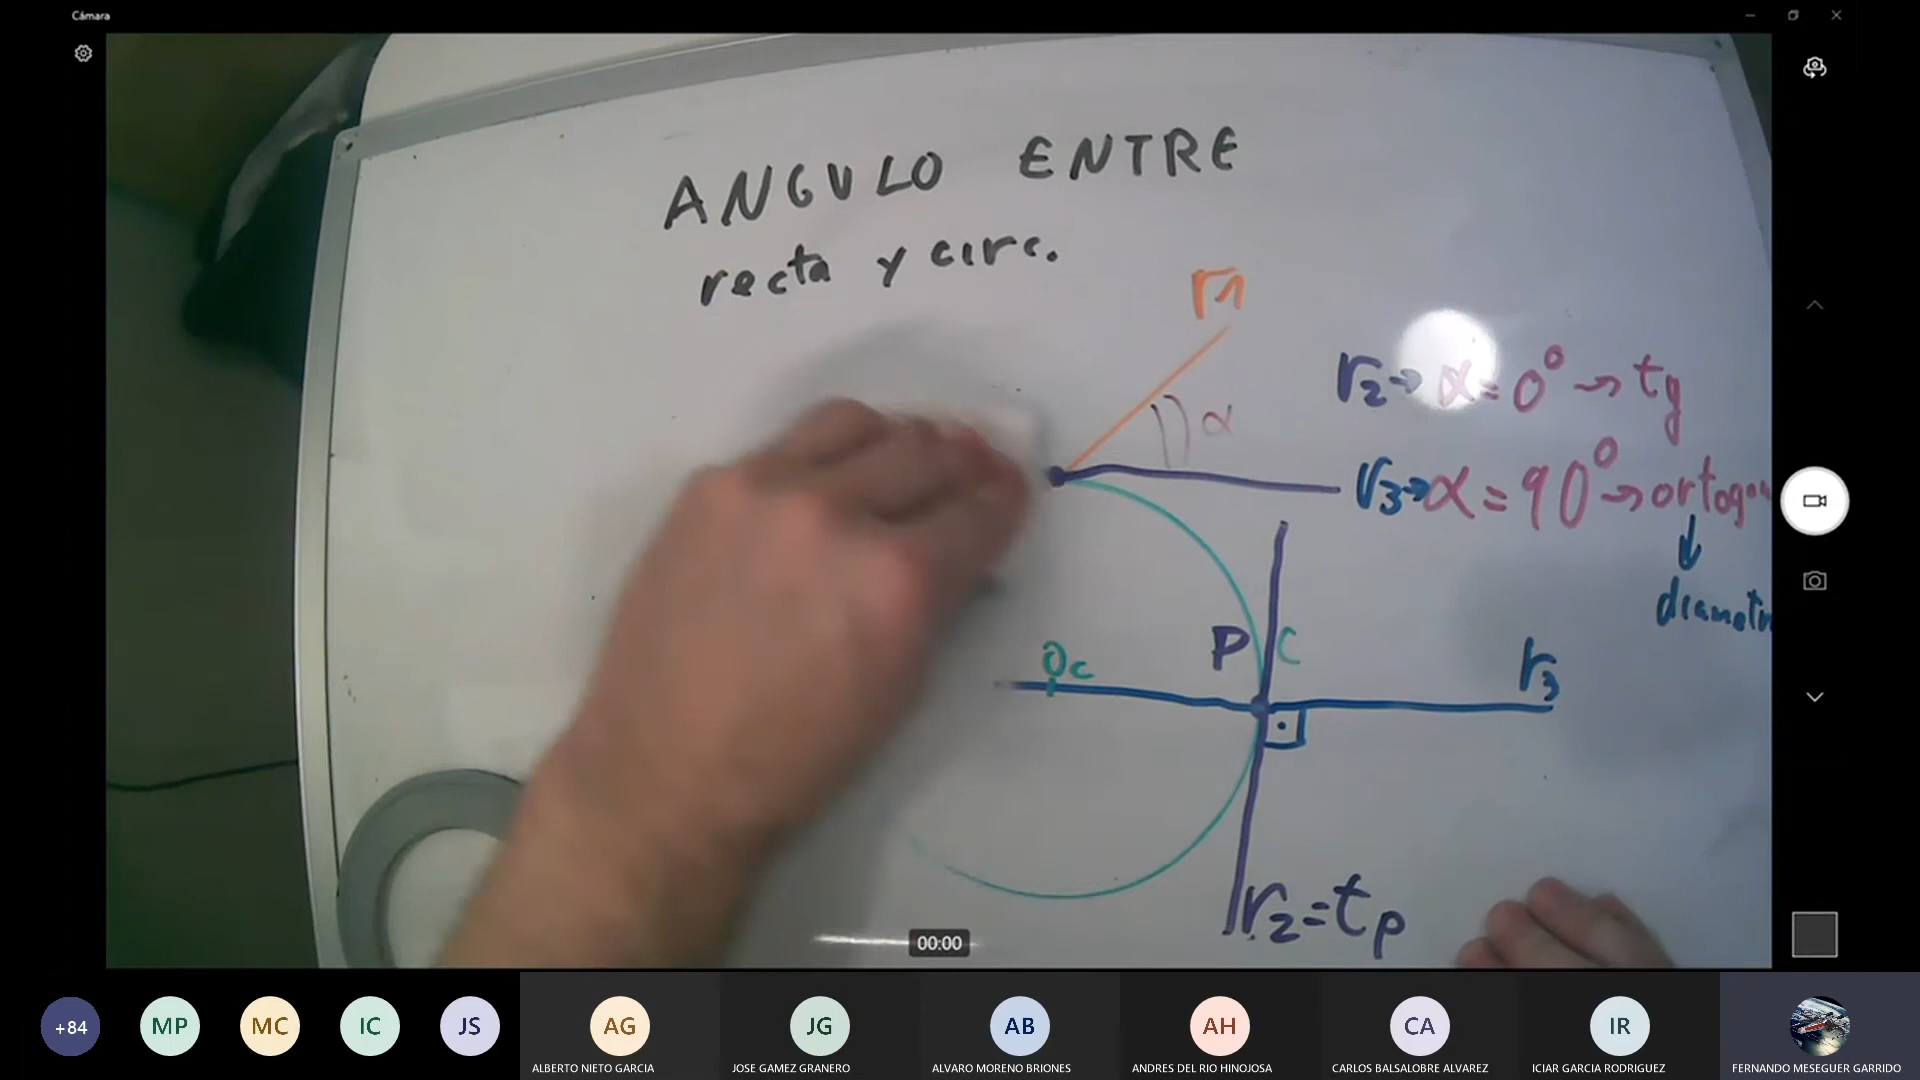 Cámara
ANGULO ENTRE
recta y circ.
r1
α
r2→ α=0° → tg
r3→ α=90° →
Oc
P C
r3
r2=tp
00:00
+84
MP
MC
IC
JS
AG
JG
AB
AH
CA
IR
ALBERTO NIETO GARCIA
JOSE GAMEZ GRANERO
ALVARO MORENO BRIONES
ANDRES DEL RIO HINOJOSA
CARLOS BALSALOBRE ALVAREZ
ICIAR GARCIA RODRIGUEZ
FERNANDO MESEGUER GARRIDO